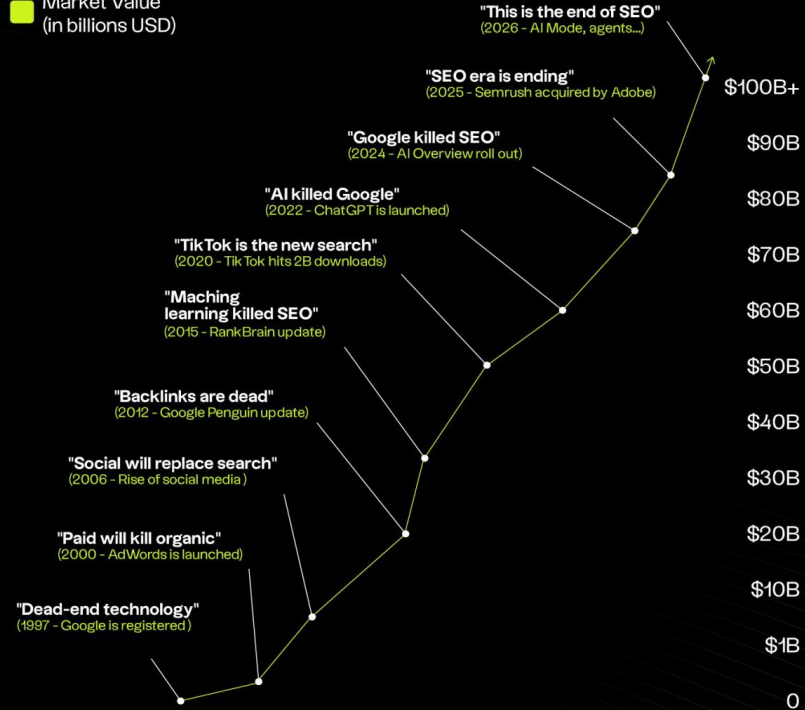 Market Value
(in billions USD)
"This is the end of SEO"
(2026 - AI Mode, agents...)
"SEO era is ending"
(2025 - Semrush acquired by Adobe)
"Google killed SEO"
(2024 - AI Overview roll out)
"AI killed Google"
(2022 - ChatGPT is launched)
"TikTok is the new search"
(2020 - TikTok hits 2B downloads)
"Maching
learning killed SEO"
(2015 - RankBrain update)
"Backlinks are dead"
(2012 - Google Penguin update)
"Social will replace search"
(2006 - Rise of social media)
"Paid will kill organic"
(2000 - AdWords is launched)
"Dead-end technology"
(1997 - Google is registered)
$100B+
$90B
$80B
$70B
$60B
$50B
$40B
$30B
$20B
$10B
$1B
0